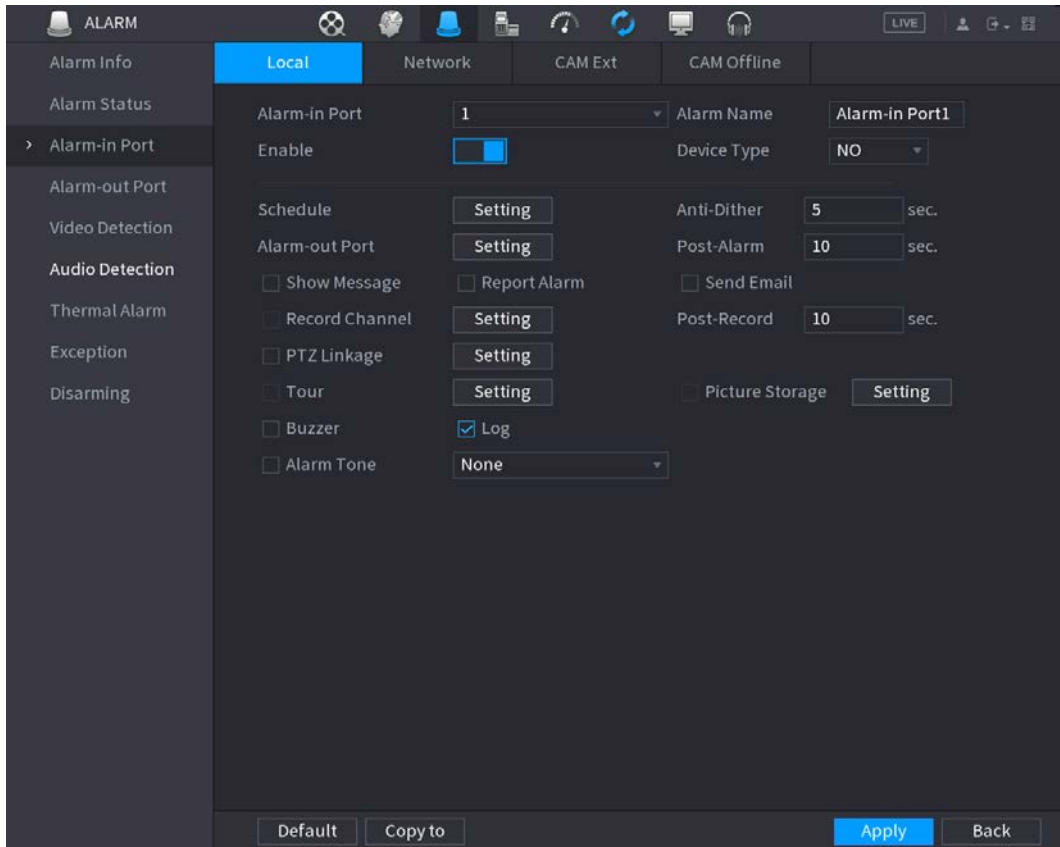 ALARM LIVE
Alarm Info
Alarm Status
Alarm-in Port
Alarm-out Port
Video Detection
Audio Detection
Thermal Alarm
Exception
Disarming
Local Network CAM Ext CAM Offline
Alarm-in Port 1 Alarm Name Alarm-in Port1
Enable Device Type NO
Schedule Setting Anti-Dither 5 sec.
Alarm-out Port Setting Post-Alarm 10 sec.
Show Message Report Alarm Send Email
Record Channel Setting Post-Record 10 sec.
PTZ Linkage Setting
Tour Setting Picture Storage Setting
Buzzer Log
Alarm Tone None
Default Copy to Apply Back